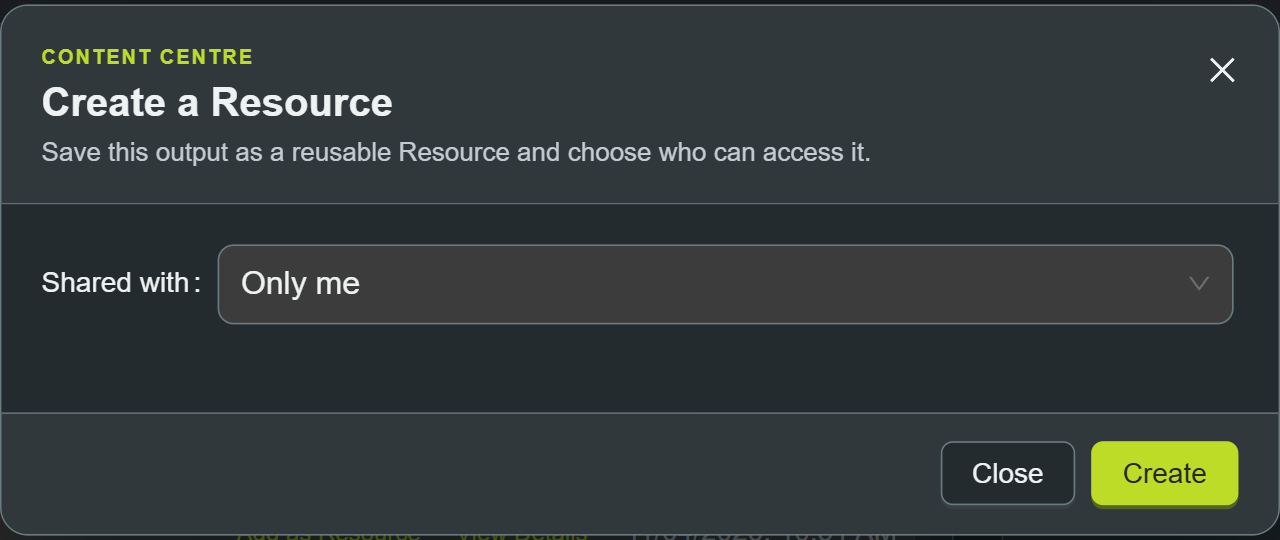 CONTENT CENTRE
Create a Resource
Save this output as a reusable Resource and choose who can access it.
Shared with :
Only me
Close
Create